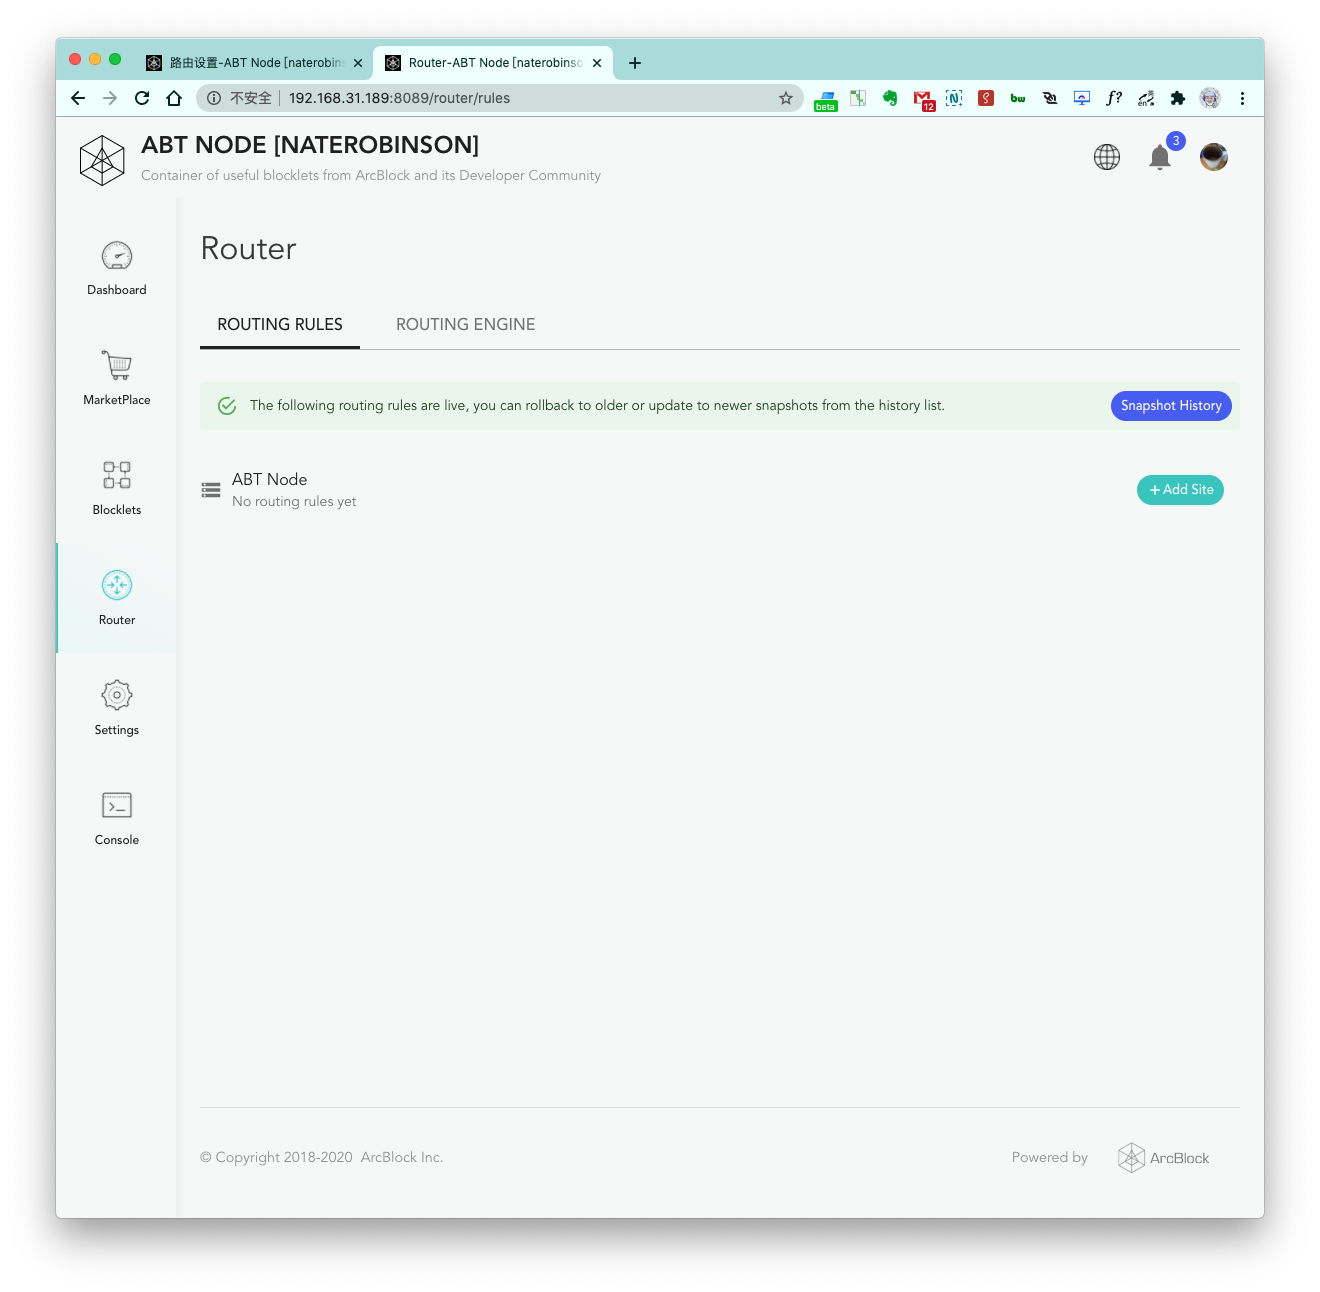 路由设置-ABT Node [naterobins
Router-ABT Node [naterobinso
不安全 192.168.31.189:8089/router/rules
beta
12
bw
f?
en 英
ABT NODE [NATEROBINSON]
Container of useful blocklets from ArcBlock and its Developer Community
3
Dashboard
MarketPlace
Blocklets
Router
Settings
Console
Router
ROUTING RULES
ROUTING ENGINE
The following routing rules are live, you can rollback to older or update to newer snapshots from the history list.
Snapshot History
ABT Node
No routing rules yet
+ Add Site
© Copyright 2018-2020 ArcBlock Inc.
Powered by
ArcBlock